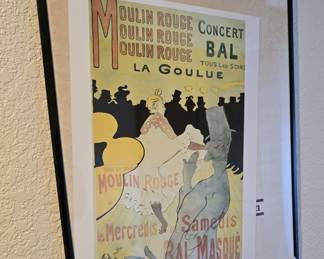 MOULIN ROUGE CONCERT
MOULIN ROUGE BAL
MOULIN ROUGE TOUS LES SOIRS
LA GOULUE
MOULIN ROUGE
les Mercredis Samedis
BAL MASQUÉ